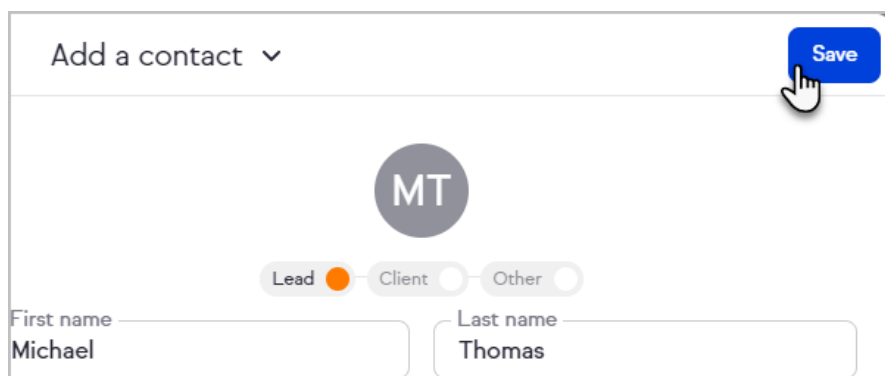 Add a contact
Save
MT
Lead Client Other
First name Last name
Michael Thomas